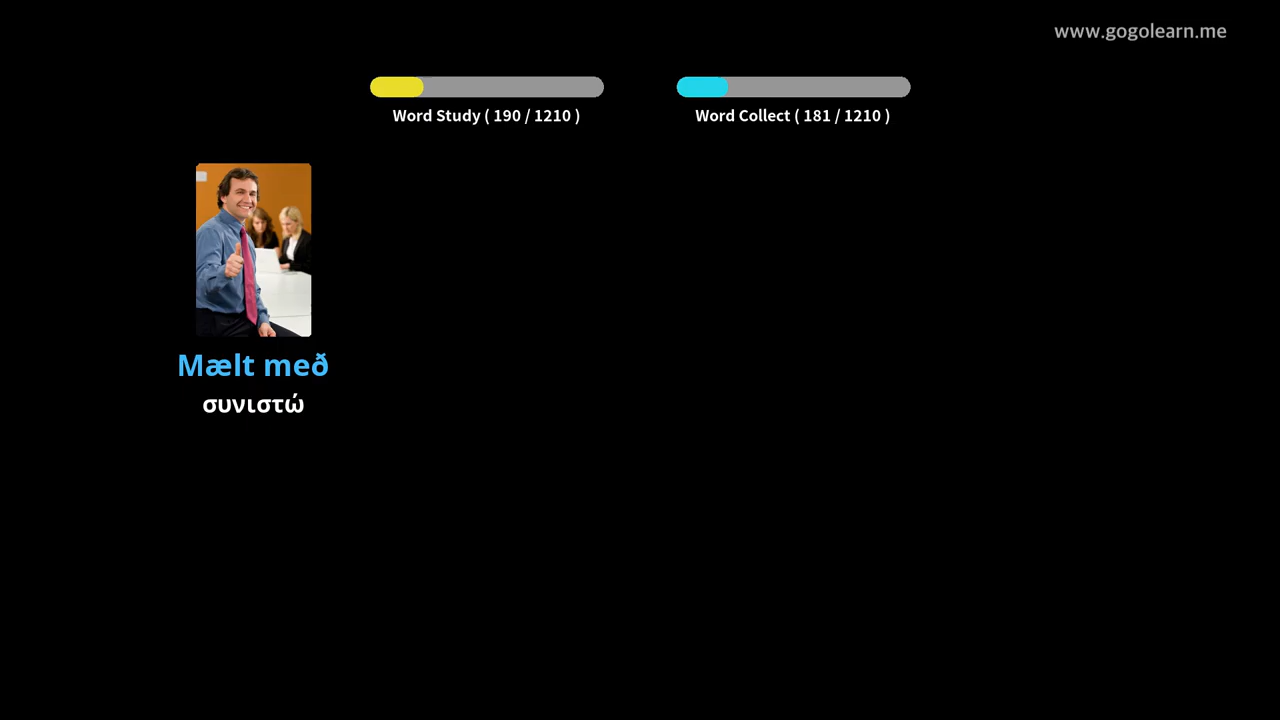 www.gogolearn.me
Word Study ( 190 / 1210 )
Word Collect ( 181 / 1210 )
Mælt með
συνιστώ